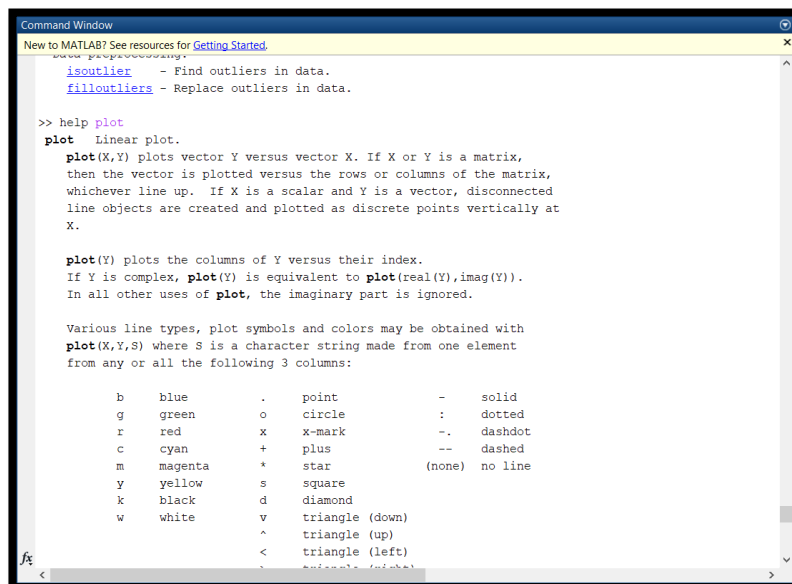 Command Window
New to MATLAB? See resources for Getting Started.
Data preprocessing:
isoutlier - Find outliers in data.
filloutliers - Replace outliers in data.
>> help plot
plot Linear plot.
plot(X,Y) plots vector Y versus vector X. If X or Y is a matrix,
then the vector is plotted versus the rows or columns of the matrix,
whichever line up. If X is a scalar and Y is a vector, disconnected
line objects are created and plotted as discrete points vertically at
X.
plot(Y) plots the columns of Y versus their index.
If Y is complex, plot(Y) is equivalent to plot(real(Y),imag(Y)).
In all other uses of plot, the imaginary part is ignored.
Various line types, plot symbols and colors may be obtained with
plot(X,Y,S) where S is a character string made from one element
from any or all the following 3 columns:
b blue . point - solid
g green o circle : dotted
r red x x-mark -. dashdot
c cyan + plus -- dashed
m magenta * star (none) no line
y yellow s square
k black d diamond
w white v triangle (down)
^ triangle (up)
< triangle (left)
> triangle (right)
fx